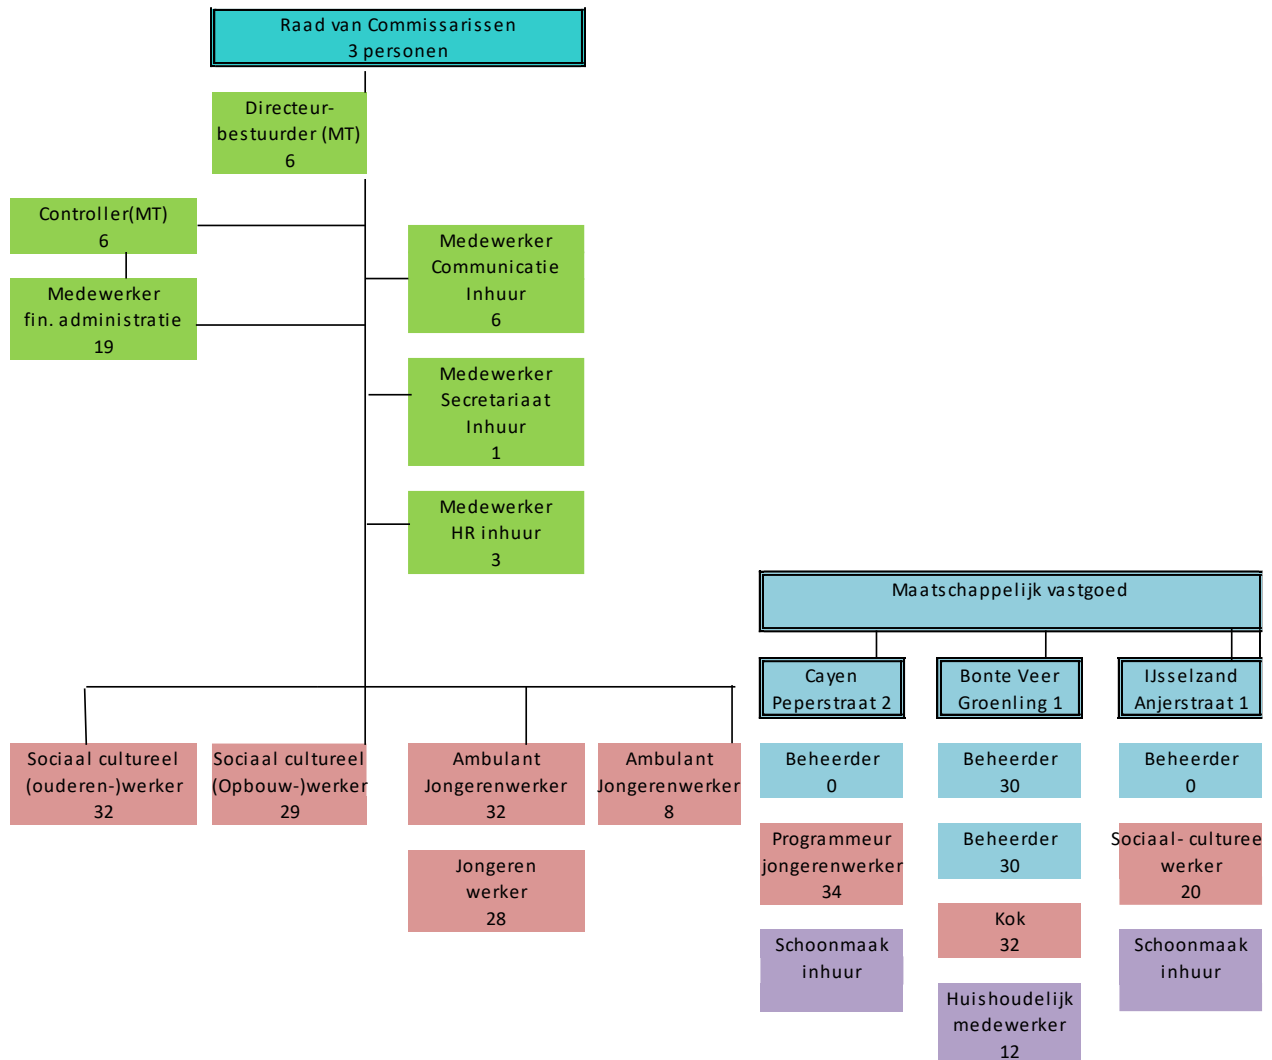 Raad van Commissarissen
3 personen
Directeur-
bestuurder (MT)
6
Controller(MT)
6
Medewerker
fin. administratie
19
Medewerker
Communicatie
Inhuur
6
Medewerker
Secretariaat
Inhuur
1
Medewerker
HR inhuur
3
Sociaal cultureel
(ouderen-)werker
32
Sociaal cultureel
(Opbouw-)werker
29
Ambulant
Jongerenwerker
32
Ambulant
Jongerenwerker
8
Jongeren
werker
28
Maatschappelijk vastgoed
Cayen
Peperstraat 2
Bonte Veer
Groenling 1
IJsselzand
Anjerstraat 1
Beheerder
0
Beheerder
30
Beheerder
0
Programmeur
jongerenwerker
34
Beheerder
30
Sociaal- culturee
werker
20
Kok
32
Schoonmaak
inhuur
Schoonmaak
inhuur
Huishoudelijk
medewerker
12